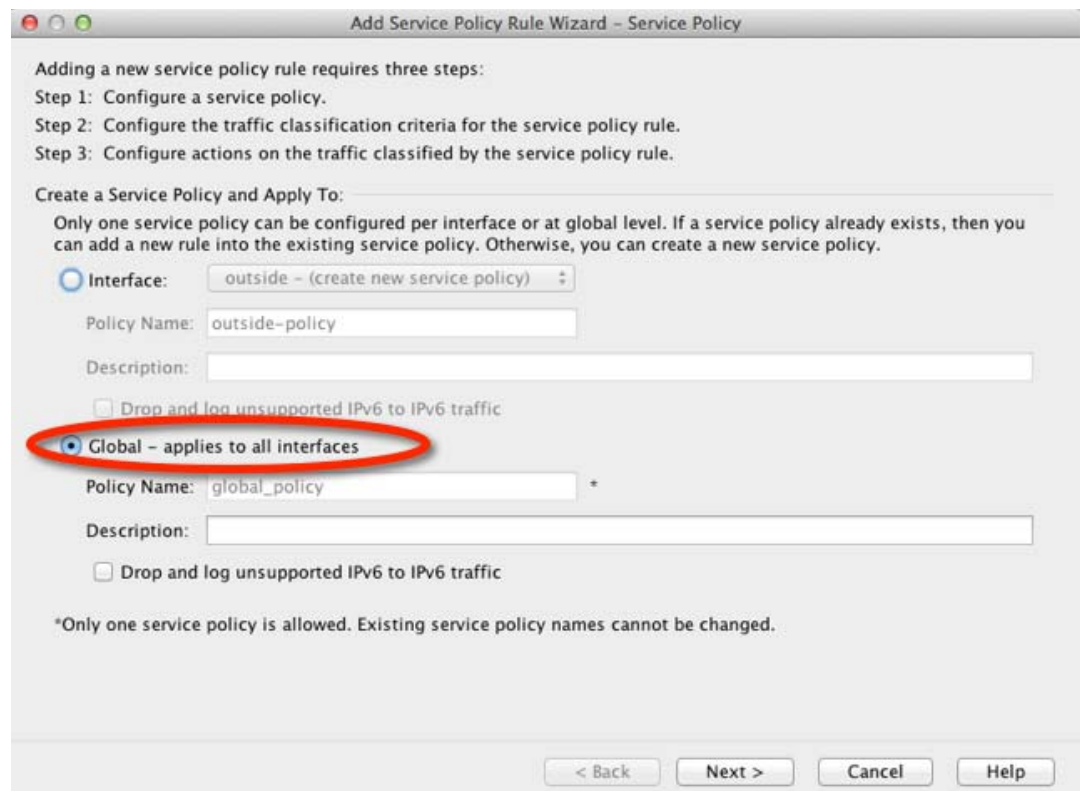 Add Service Policy Rule Wizard – Service Policy
Adding a new service policy rule requires three steps:
Step 1: Configure a service policy.
Step 2: Configure the traffic classification criteria for the service policy rule.
Step 3: Configure actions on the traffic classified by the service policy rule.
Create a Service Policy and Apply To:
Only one service policy can be configured per interface or at global level. If a service policy already exists, then you
can add a new rule into the existing service policy. Otherwise, you can create a new service policy.
Interface: outside – (create new service policy)
Policy Name: outside-policy
Description:
Drop and log unsupported IPv6 to IPv6 traffic
Global – applies to all interfaces
Policy Name: global_policy *
Description:
Drop and log unsupported IPv6 to IPv6 traffic
*Only one service policy is allowed. Existing service policy names cannot be changed.
< Back Next > Cancel Help